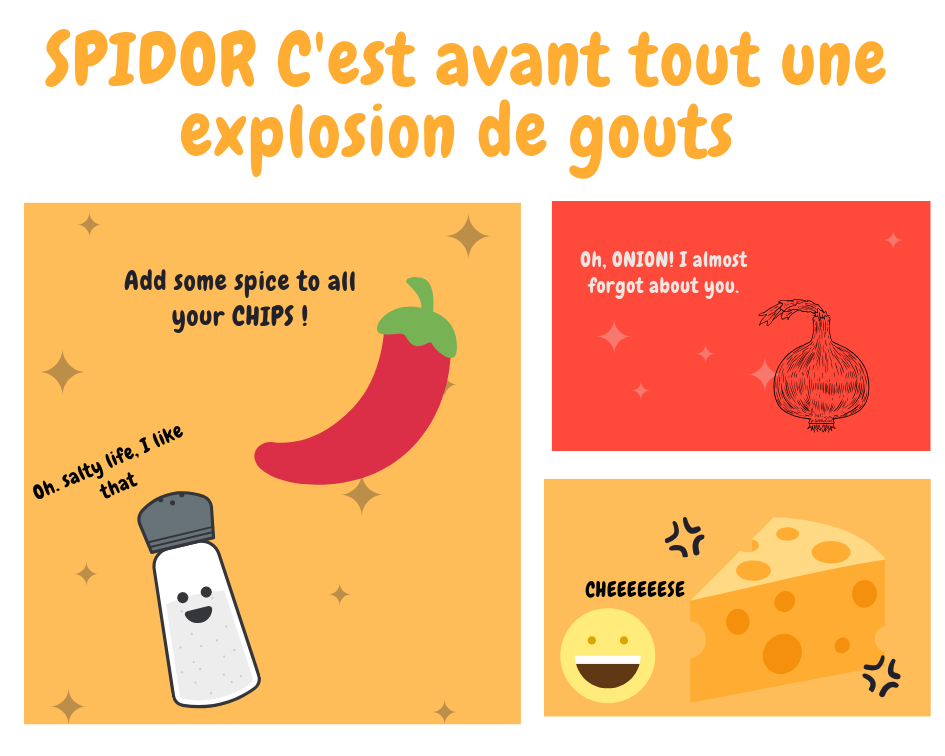 SPIDOR C'est avant tout une
explosion de gouts
Add some spice to all
your CHIPS !
Oh. salty life, I like
that
Oh, ONION! I almost
forgot about you.
CHEEEEEESE